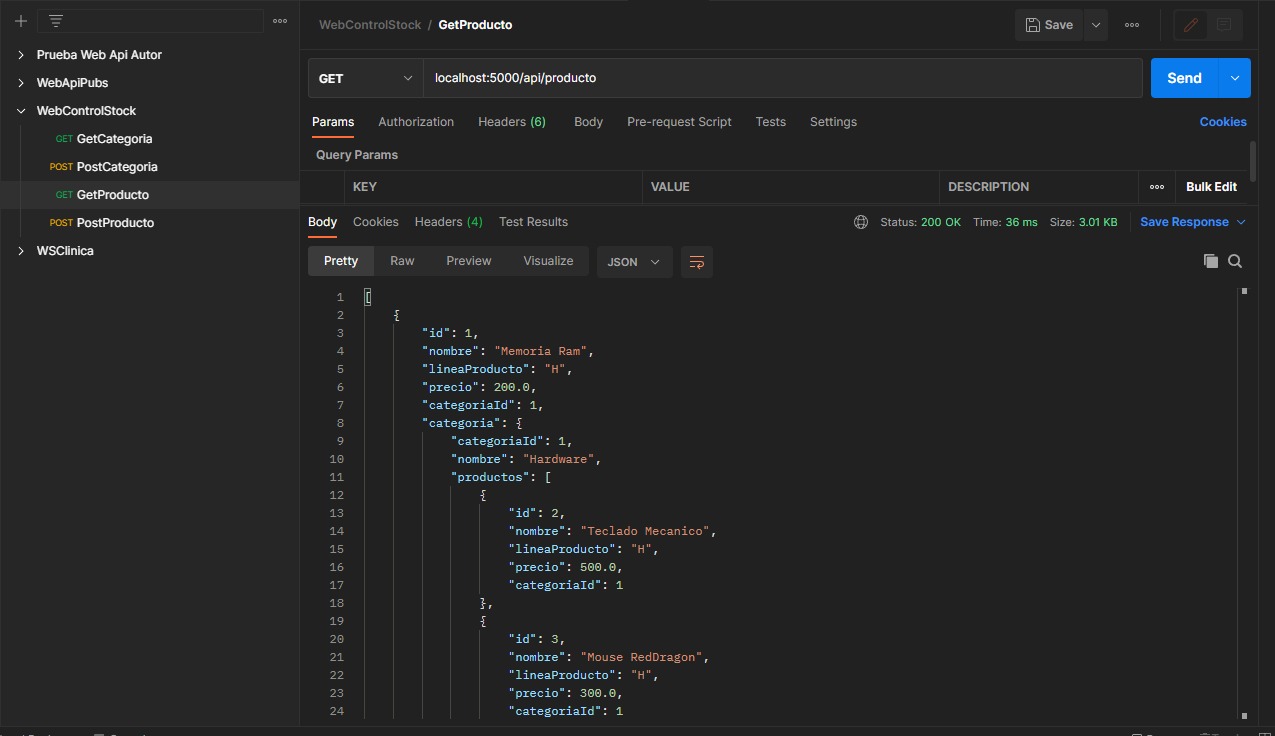 WebControlStock / GetProducto
Save
Prueba Web Api Autor
WebApiPubs
WebControlStock
GET GetCategoria
POST PostCategoria
GET GetProducto
POST PostProducto
WSClinica
GET
localhost:5000/api/producto
Send
Params Authorization Headers (6) Body Pre-request Script Tests Settings Cookies
Query Params
KEY VALUE DESCRIPTION Bulk Edit
Body Cookies Headers (4) Test Results Status: 200 OK Time: 36 ms Size: 3.01 KB Save Response
Pretty Raw Preview Visualize JSON
1 [
2 {
3 "id": 1,
4 "nombre": "Memoria Ram",
5 "lineaProducto": "H",
6 "precio": 200.0,
7 "categoriaId": 1,
8 "categoria": {
9 "categoriaId": 1,
10 "nombre": "Hardware",
11 "productos": [
12 {
13 "id": 2,
14 "nombre": "Teclado Mecanico",
15 "lineaProducto": "H",
16 "precio": 500.0,
17 "categoriaId": 1
18 },
19 {
20 "id": 3,
21 "nombre": "Mouse RedDragon",
22 "lineaProducto": "H",
23 "precio": 300.0,
24 "categoriaId": 1